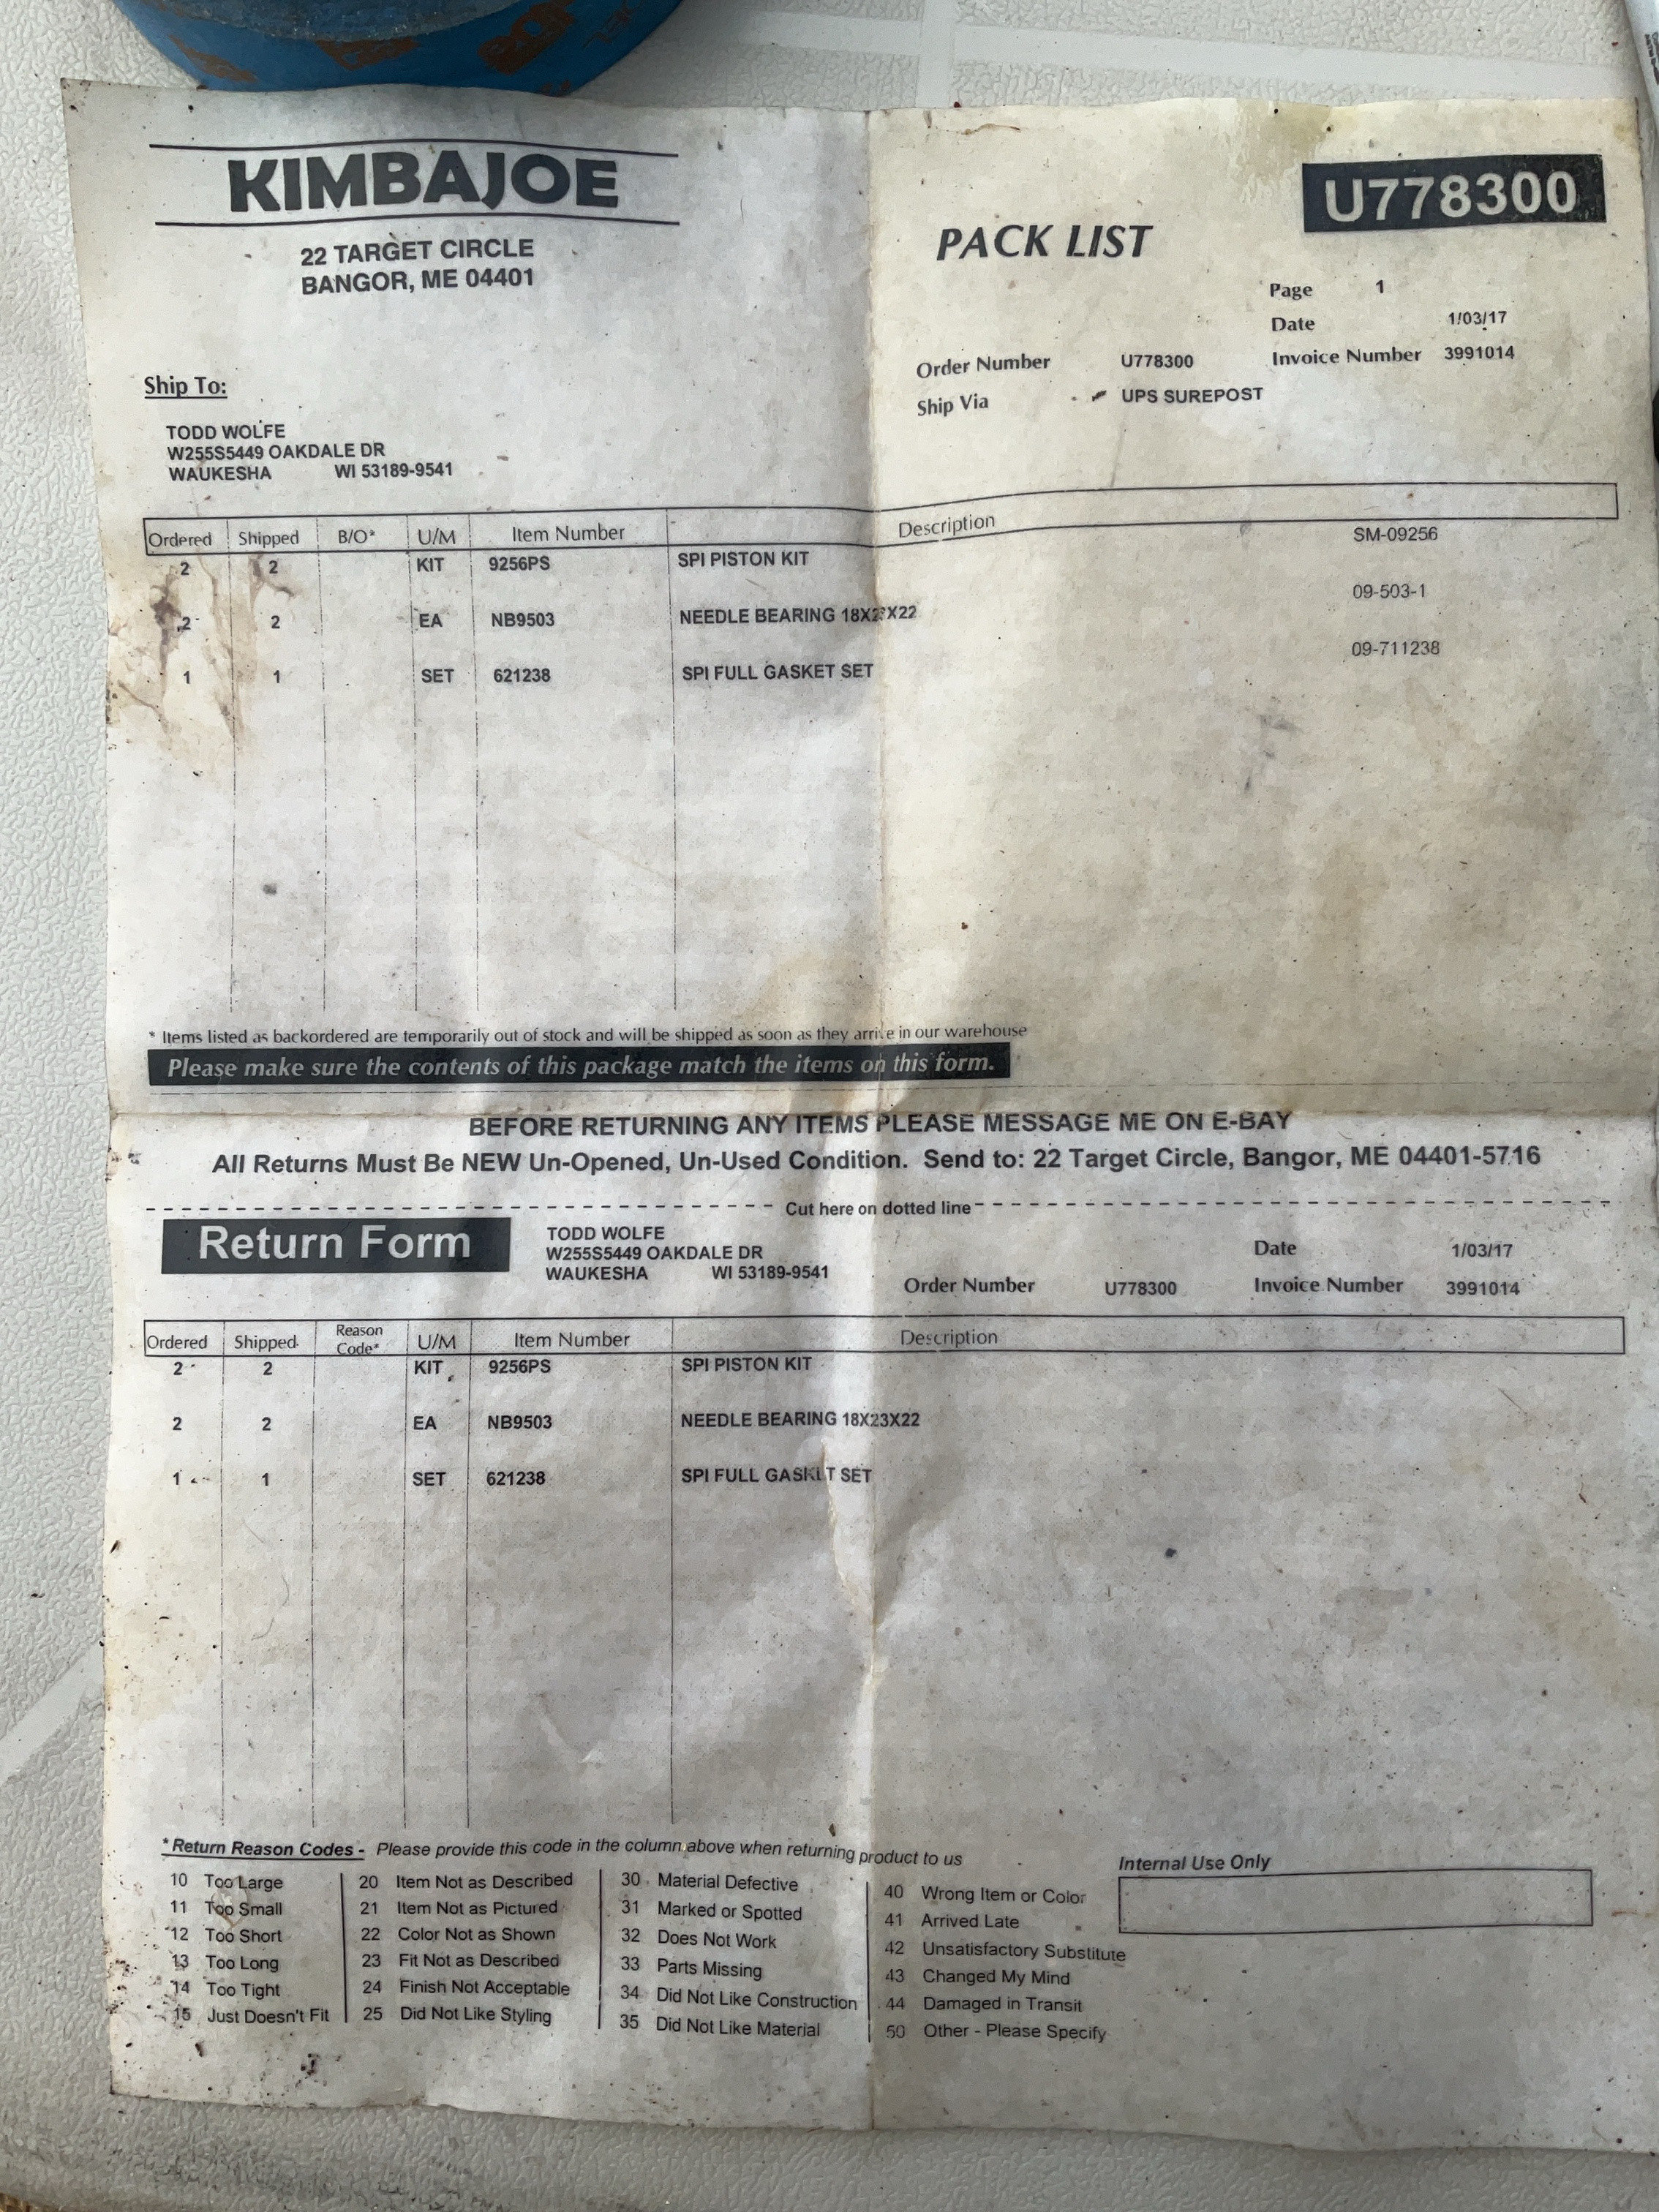 KIMBAJOE
22 TARGET CIRCLE
BANGOR, ME 04401
U778300
PACK LIST
Page 1
Date 1/03/17
Order Number U778300 Invoice Number 3991014
Ship Via UPS SUREPOST
Ship To:
TODD WOLFE
W255S5449 OAKDALE DR
WAUKESHA WI 53189-9541
Ordered Shipped B/O* U/M Item Number Description
2 2 KIT 9256PS SPI PISTON KIT SM-09256
2 2 EA NB9503 NEEDLE BEARING 18X23X22 09-503-1
1 1 SET 621238 SPI FULL GASKET SET 09-711238
* Items listed as backordered are temporarily out of stock and will be shipped as soon as they arrive in our warehouse
Please make sure the contents of this package match the items on this form.
BEFORE RETURNING ANY ITEMS PLEASE MESSAGE ME ON E-BAY
All Returns Must Be NEW Un-Opened, Un-Used Condition. Send to: 22 Target Circle, Bangor, ME 04401-5716
Cut here on dotted line
Return Form
TODD WOLFE
W255S5449 OAKDALE DR
WAUKESHA WI 53189-9541
Date 1/03/17
Order Number U778300 Invoice Number 3991014
Ordered Shipped Reason Code* U/M Item Number Description
2 2 KIT 9256PS SPI PISTON KIT
2 2 EA NB9503 NEEDLE BEARING 18X23X22
1 1 SET 621238 SPI FULL GASKET SET
*Return Reason Codes - Please provide this code in the column above when returning product to us
Internal Use Only
10 Too Large 20 Item Not as Described 30 Material Defective 40 Wrong Item or Color
11 Too Small 21 Item Not as Pictured 31 Marked or Spotted 41 Arrived Late
12 Too Short 22 Color Not as Shown 32 Does Not Work 42 Unsatisfactory Substitute
13 Too Long 23 Fit Not as Described 33 Parts Missing 43 Changed My Mind
14 Too Tight 24 Finish Not Acceptable 34 Did Not Like Construction 44 Damaged in Transit
15 Just Doesn't Fit 25 Did Not Like Styling 35 Did Not Like Material 50 Other - Please Specify